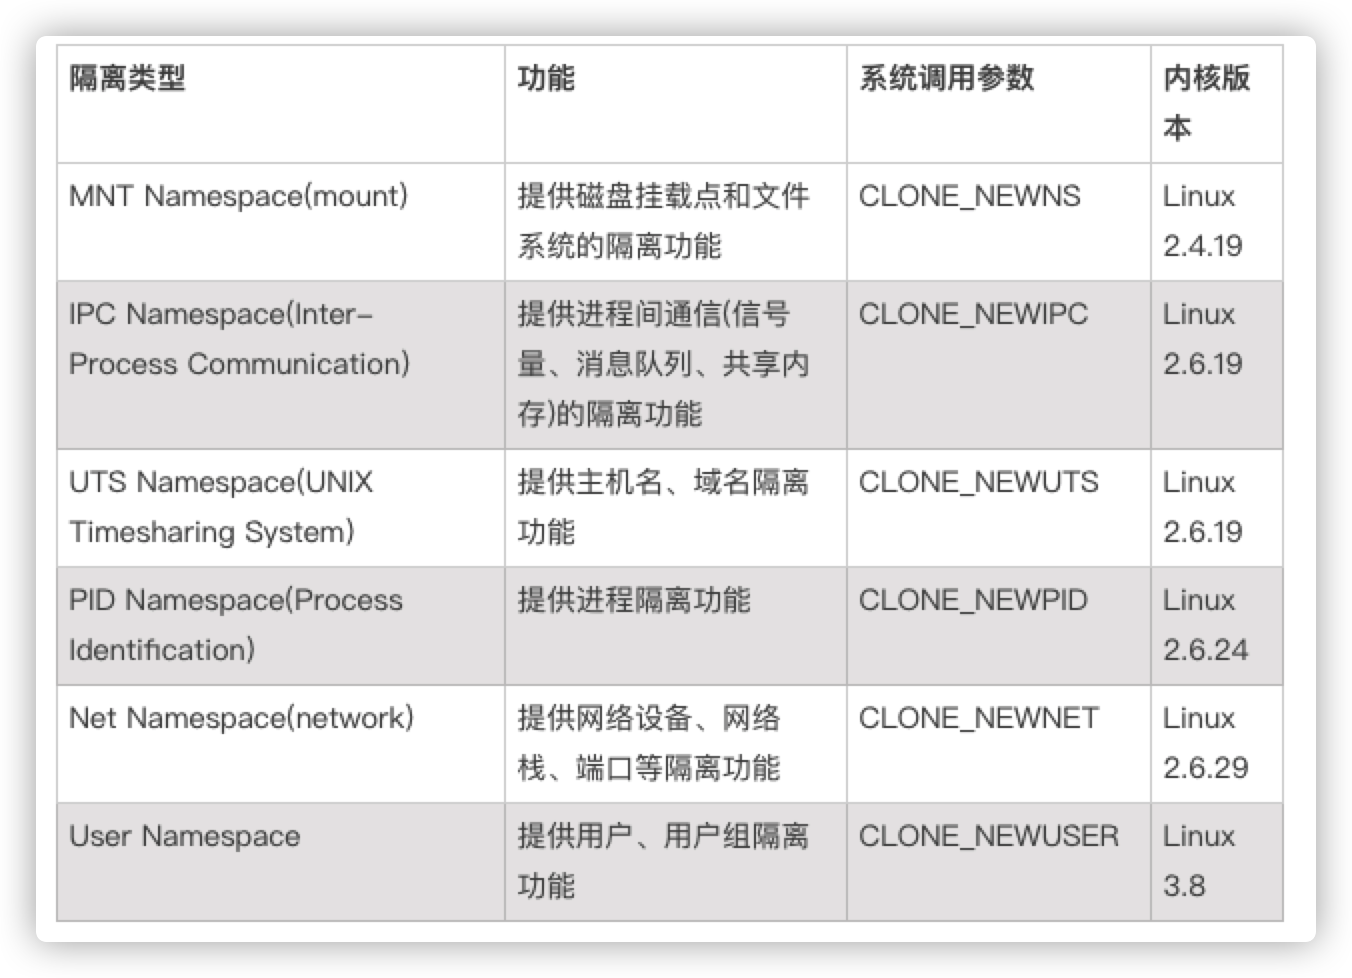 隔离类型
功能
系统调用参数
内核版
本
MNT Namespace(mount)
提供磁盘挂载点和文件
系统的隔离功能
CLONE_NEWNS
Linux
2.4.19
IPC Namespace(Inter-
Process Communication)
提供进程间通信(信号
量、消息队列、共享内
存)的隔离功能
CLONE_NEWIPC
Linux
2.6.19
UTS Namespace(UNIX
Timesharing System)
提供主机名、域名隔离
功能
CLONE_NEWUTS
Linux
2.6.19
PID Namespace(Process
Identification)
提供进程隔离功能
CLONE_NEWPID
Linux
2.6.24
Net Namespace(network)
提供网络设备、网络
栈、端口等隔离功能
CLONE_NEWNET
Linux
2.6.29
User Namespace
提供用户、用户组隔离
功能
CLONE_NEWUSER
Linux
3.8